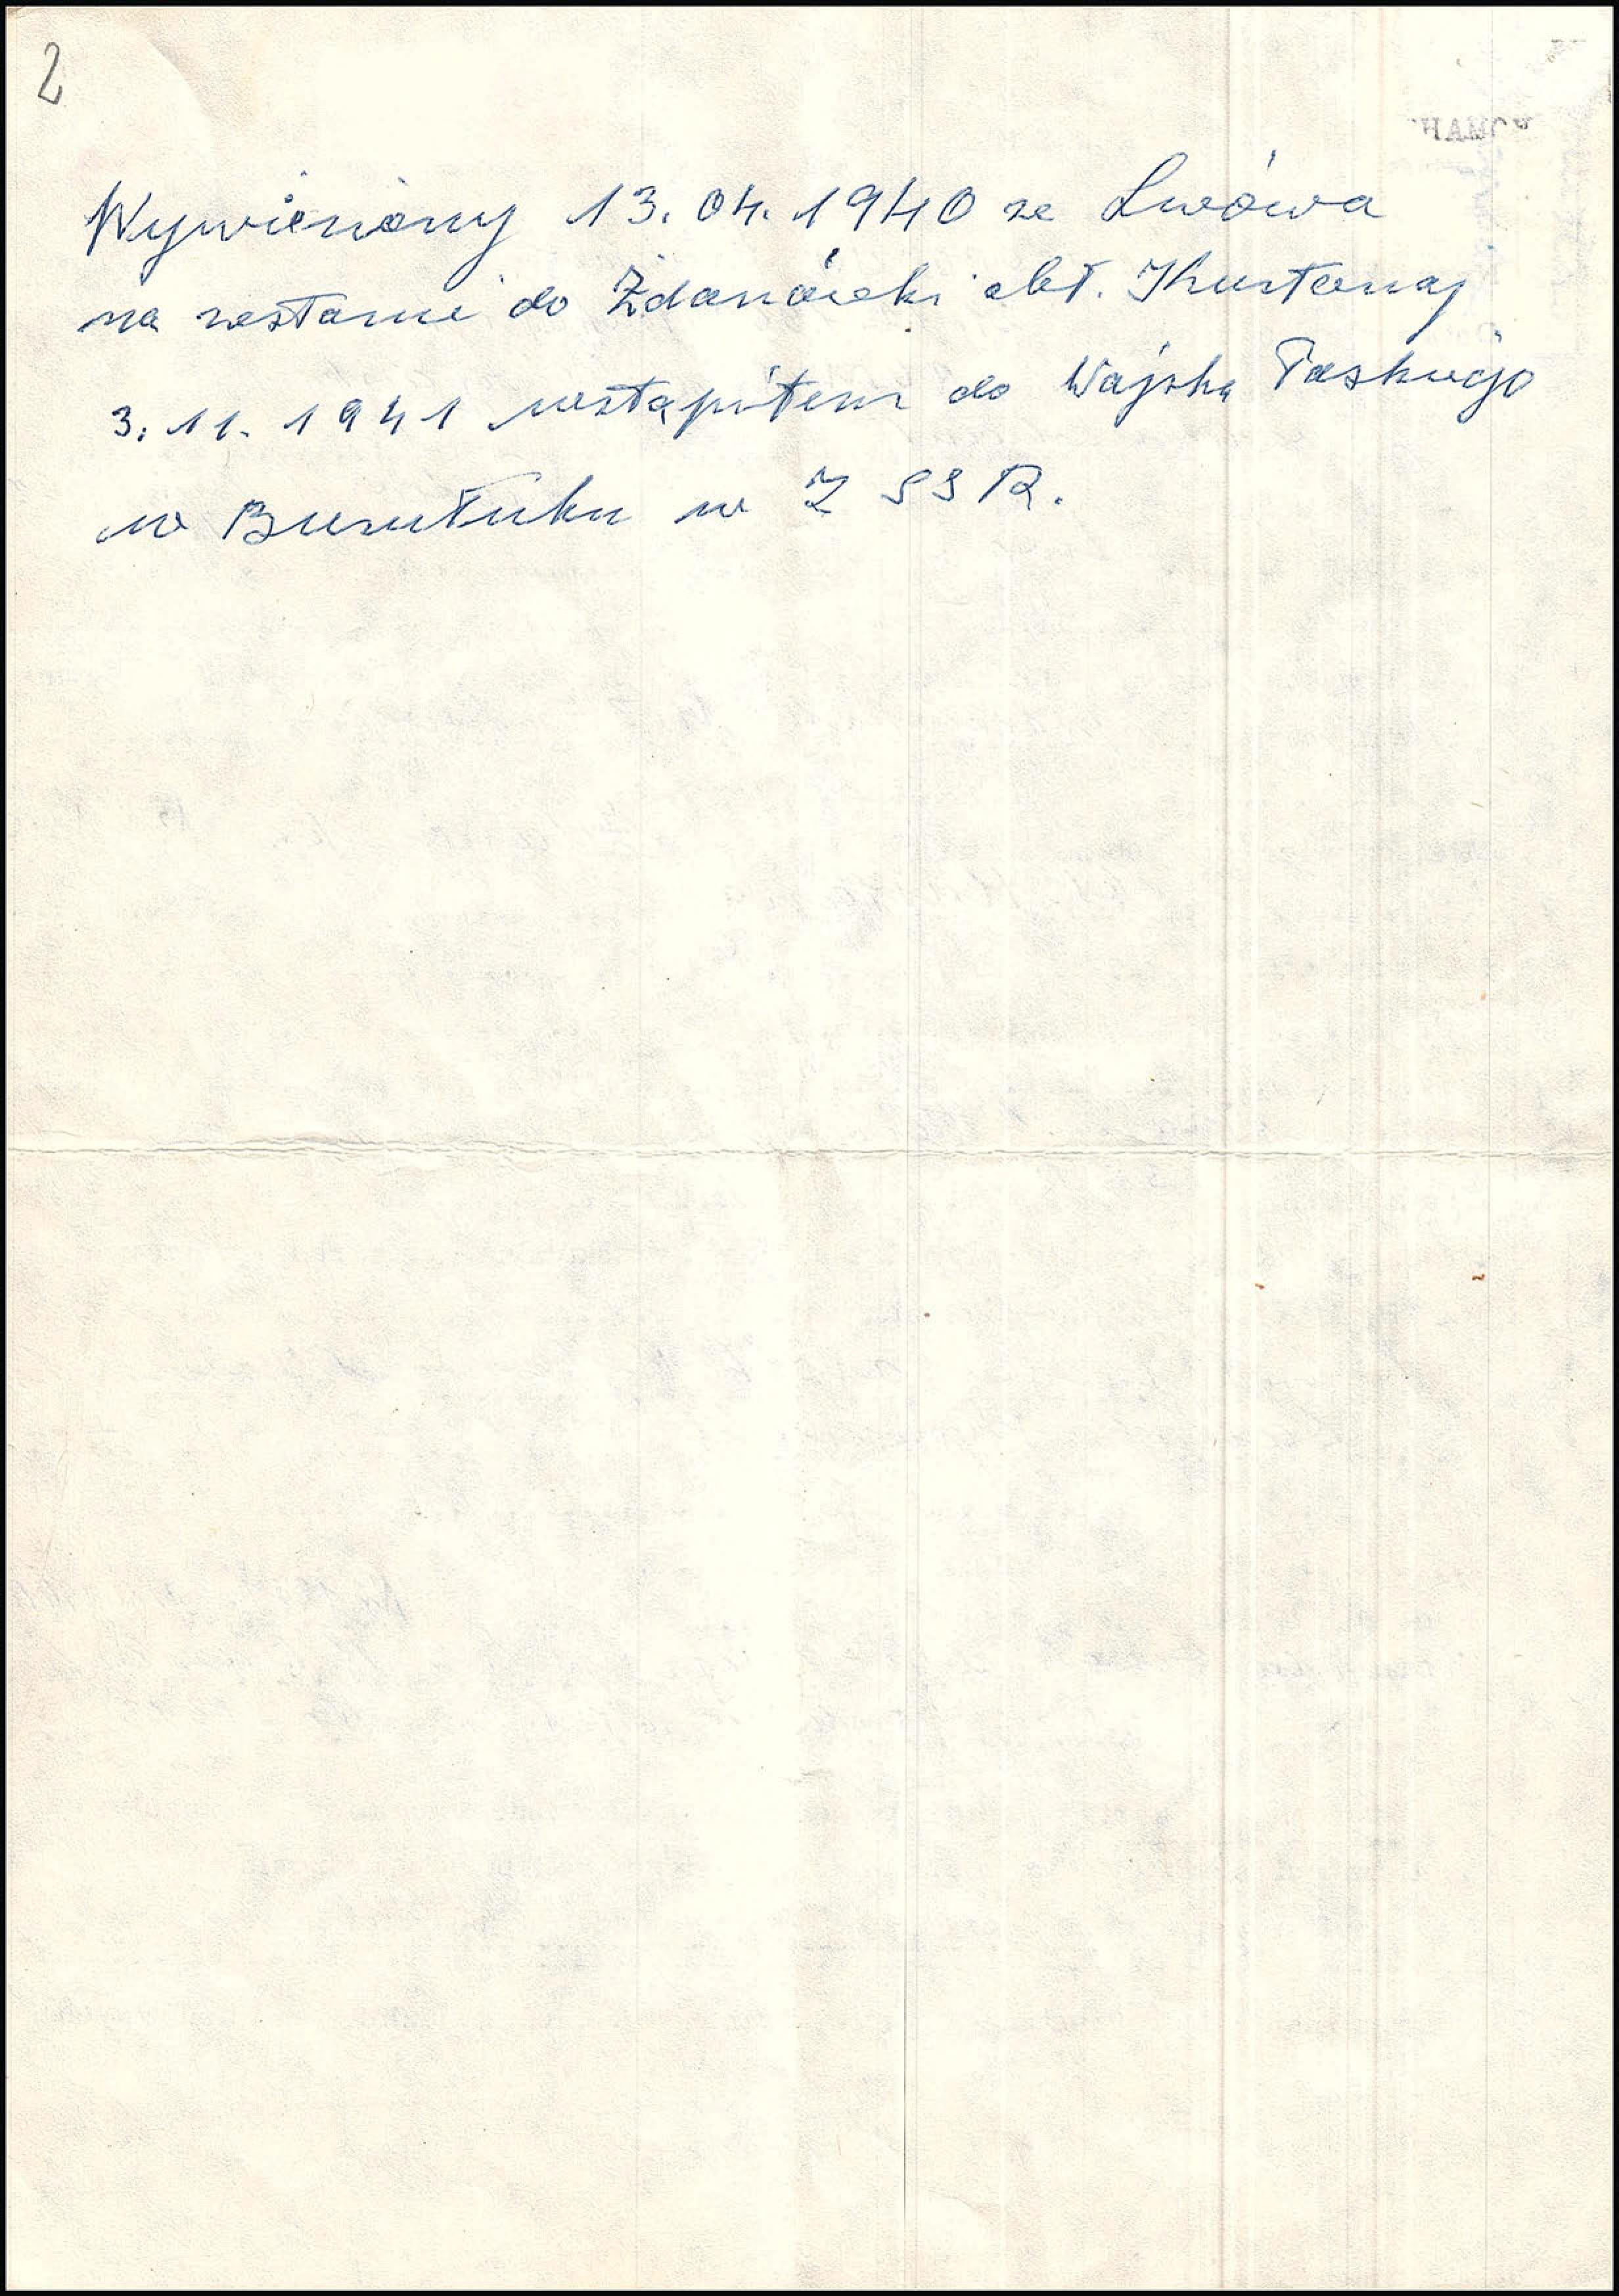 2
Wywieziony 13.04.1940 ze Lwowa
na zesłanie do Żdanówki obł. Kustanaj
3.11.1941 wstąpiłem do Wojska Polskiego
w Buzułuku w ZSSR.